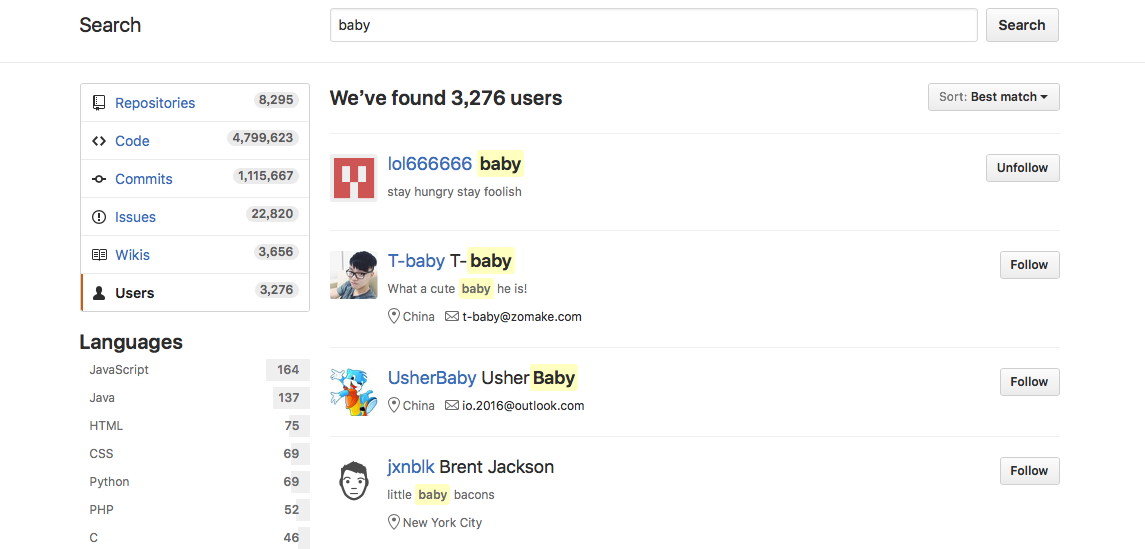 Search
baby
Search
Repositories 8,295
Code 4,799,623
Commits 1,115,667
Issues 22,820
Wikis 3,656
Users 3,276
Languages
JavaScript 164
Java 137
HTML 75
CSS 69
Python 69
PHP 52
C 46
We’ve found 3,276 users
Sort: Best match
lol666666 baby
Unfollow
stay hungry stay foolish
T-baby T-baby
Follow
What a cute baby he is!
China t-baby@zomake.com
UsherBaby UsherBaby
Follow
China io.2016@outlook.com
jxnblk Brent Jackson
Follow
little baby bacons
New York City